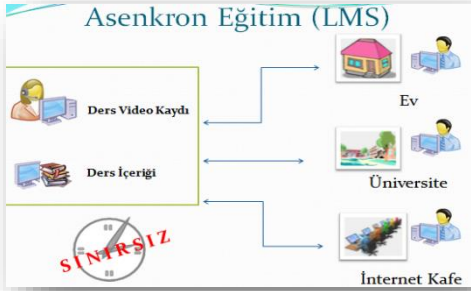 Asenkron Eğitim (LMS)
Ders Video Kaydı
Ders İçeriği
SINIRSIZ
Ev
Üniversite
İnternet Kafe